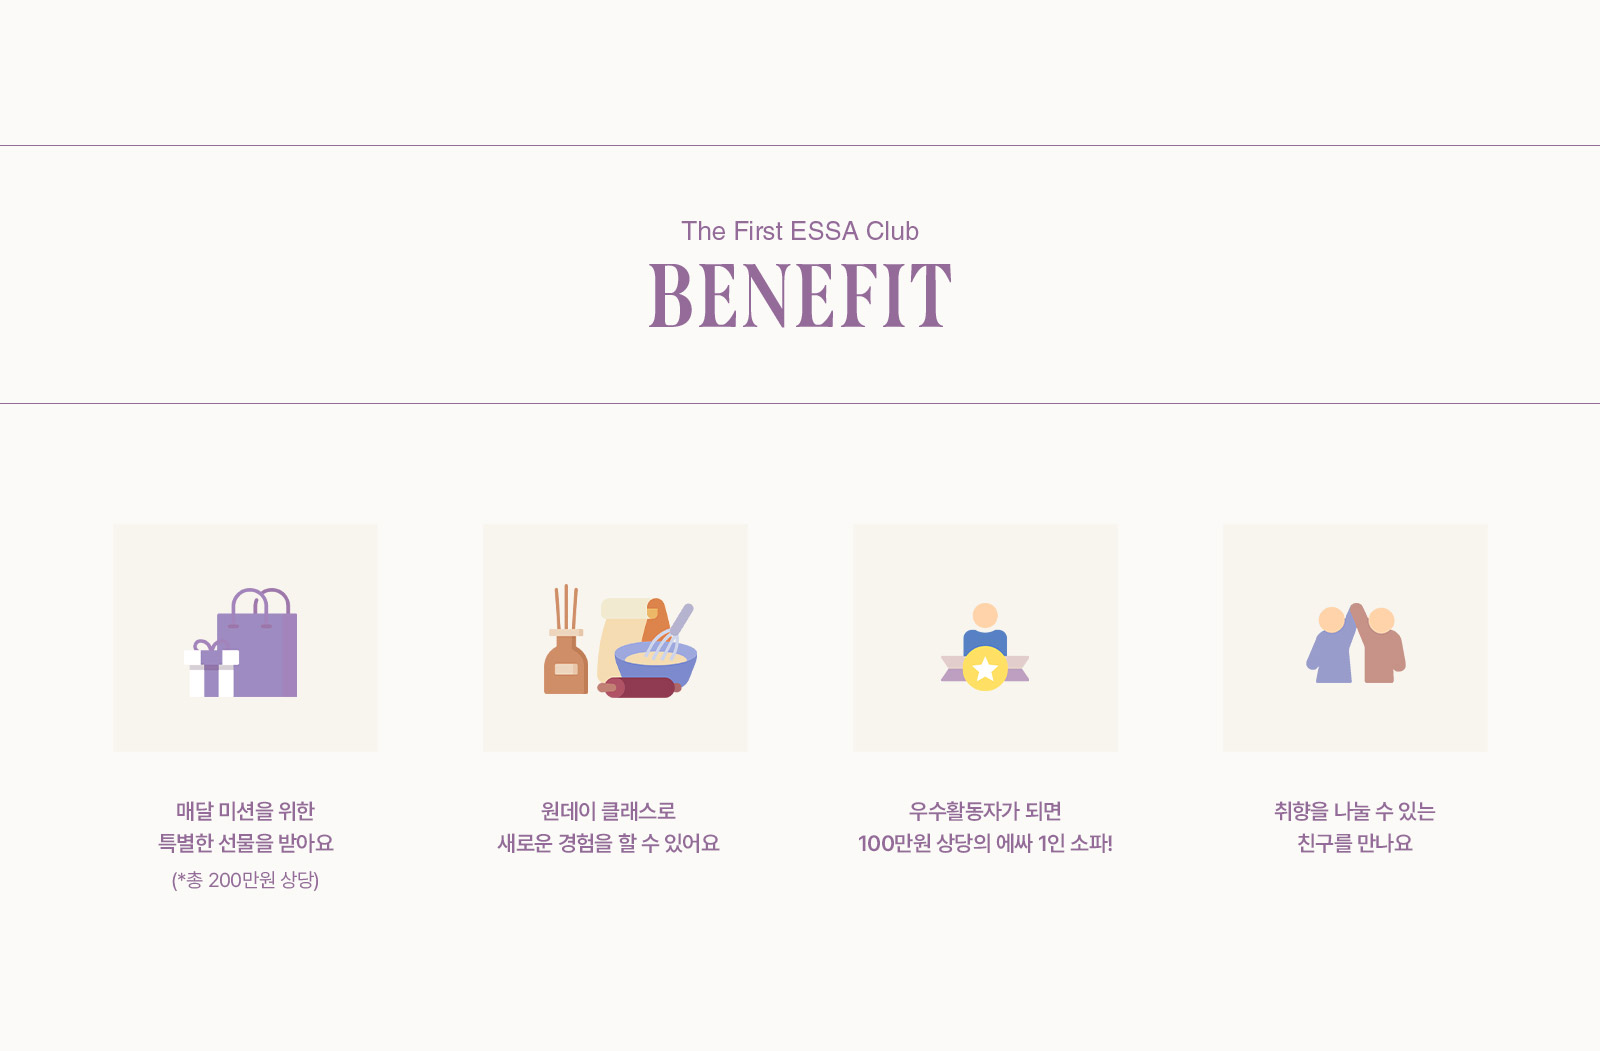 The First ESSA Club
BENEFIT
매달 미션을 위한
특별한 선물을 받아요
(*총 200만원 상당)
원데이 클래스로
새로운 경험을 할 수 있어요
우수활동자가 되면
100만원 상당의 에싸 1인 소파!
취향을 나눌 수 있는
친구를 만나요